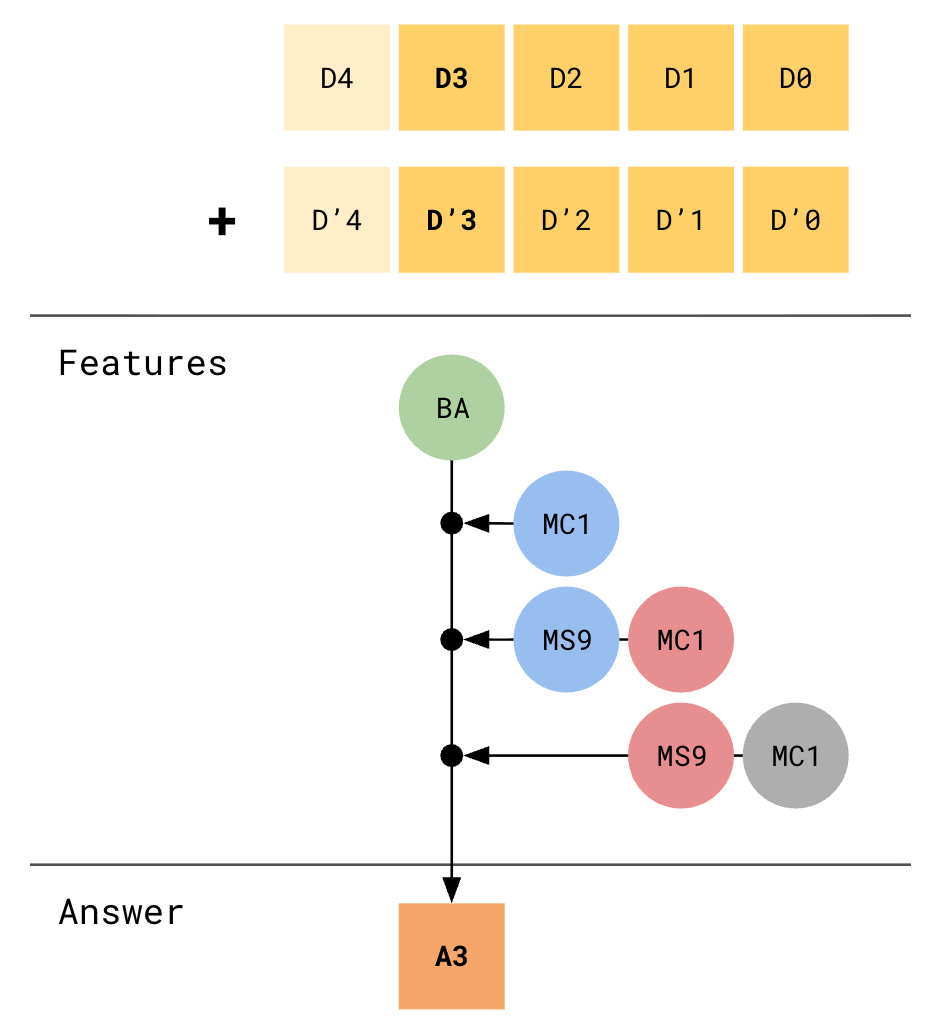 D4 D3 D2 D1 D0
+ D’4 D’3 D’2 D’1 D’0
Features
BA
MC1
MS9 MC1
MS9 MC1
Answer
A3